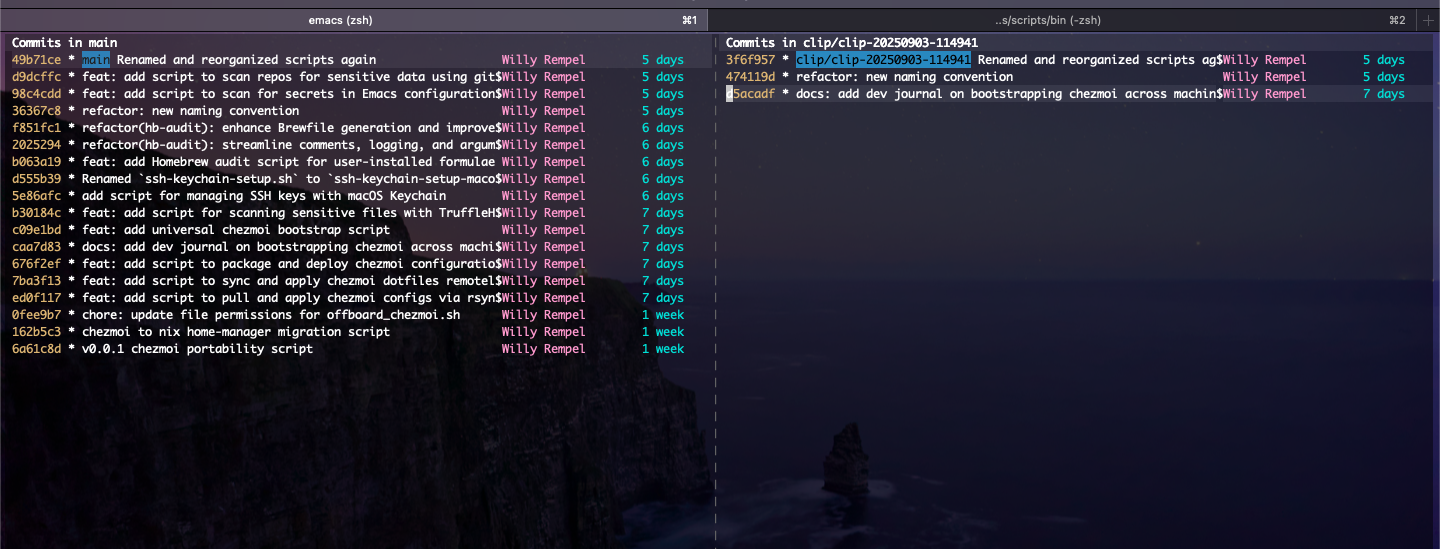 emacs (zsh) ⌘1
..s/scripts/bin (-zsh) ⌘2 +
Commits in main
49b71ce * main Renamed and reorganized scripts again Willy Rempel 5 days
d9dcffc * feat: add script to scan repos for sensitive data using git$Willy Rempel 5 days
98c4cdd * feat: add script to scan for secrets in Emacs configuration$Willy Rempel 5 days
36367c8 * refactor: new naming convention Willy Rempel 5 days
f851fc1 * refactor(hb-audit): enhance Brewfile generation and improve$Willy Rempel 6 days
2025294 * refactor(hb-audit): streamline comments, logging, and argum$Willy Rempel 6 days
b063a19 * feat: add Homebrew audit script for user-installed formulae Willy Rempel 6 days
d555b39 * Renamed `ssh-keychain-setup.sh` to `ssh-keychain-setup-maco$Willy Rempel 6 days
5e86afc * add script for managing SSH keys with macOS Keychain Willy Rempel 6 days
b30184c * feat: add script for scanning sensitive files with TruffleH$Willy Rempel 7 days
c09e1bd * feat: add universal chezmoi bootstrap script Willy Rempel 7 days
caa7d83 * docs: add dev journal on bootstrapping chezmoi across machi$Willy Rempel 7 days
676f2ef * feat: add script to package and deploy chezmoi configuratio$Willy Rempel 7 days
7ba3f13 * feat: add script to sync and apply chezmoi dotfiles remotel$Willy Rempel 7 days
ed0f117 * feat: add script to pull and apply chezmoi configs via rsyn$Willy Rempel 7 days
0fee9b7 * chore: update file permissions for offboard_chezmoi.sh Willy Rempel 1 week
162b5c3 * chezmoi to nix home-manager migration script Willy Rempel 1 week
6a61c8d * v0.0.1 chezmoi portability script Willy Rempel 1 week
Commits in clip/clip-20250903-114941
3f6f957 * clip/clip-20250903-114941 Renamed and reorganized scripts ag$Willy Rempel 5 days
474119d * refactor: new naming convention Willy Rempel 5 days
5acadf * docs: add dev journal on bootstrapping chezmoi across machin$Willy Rempel 7 days